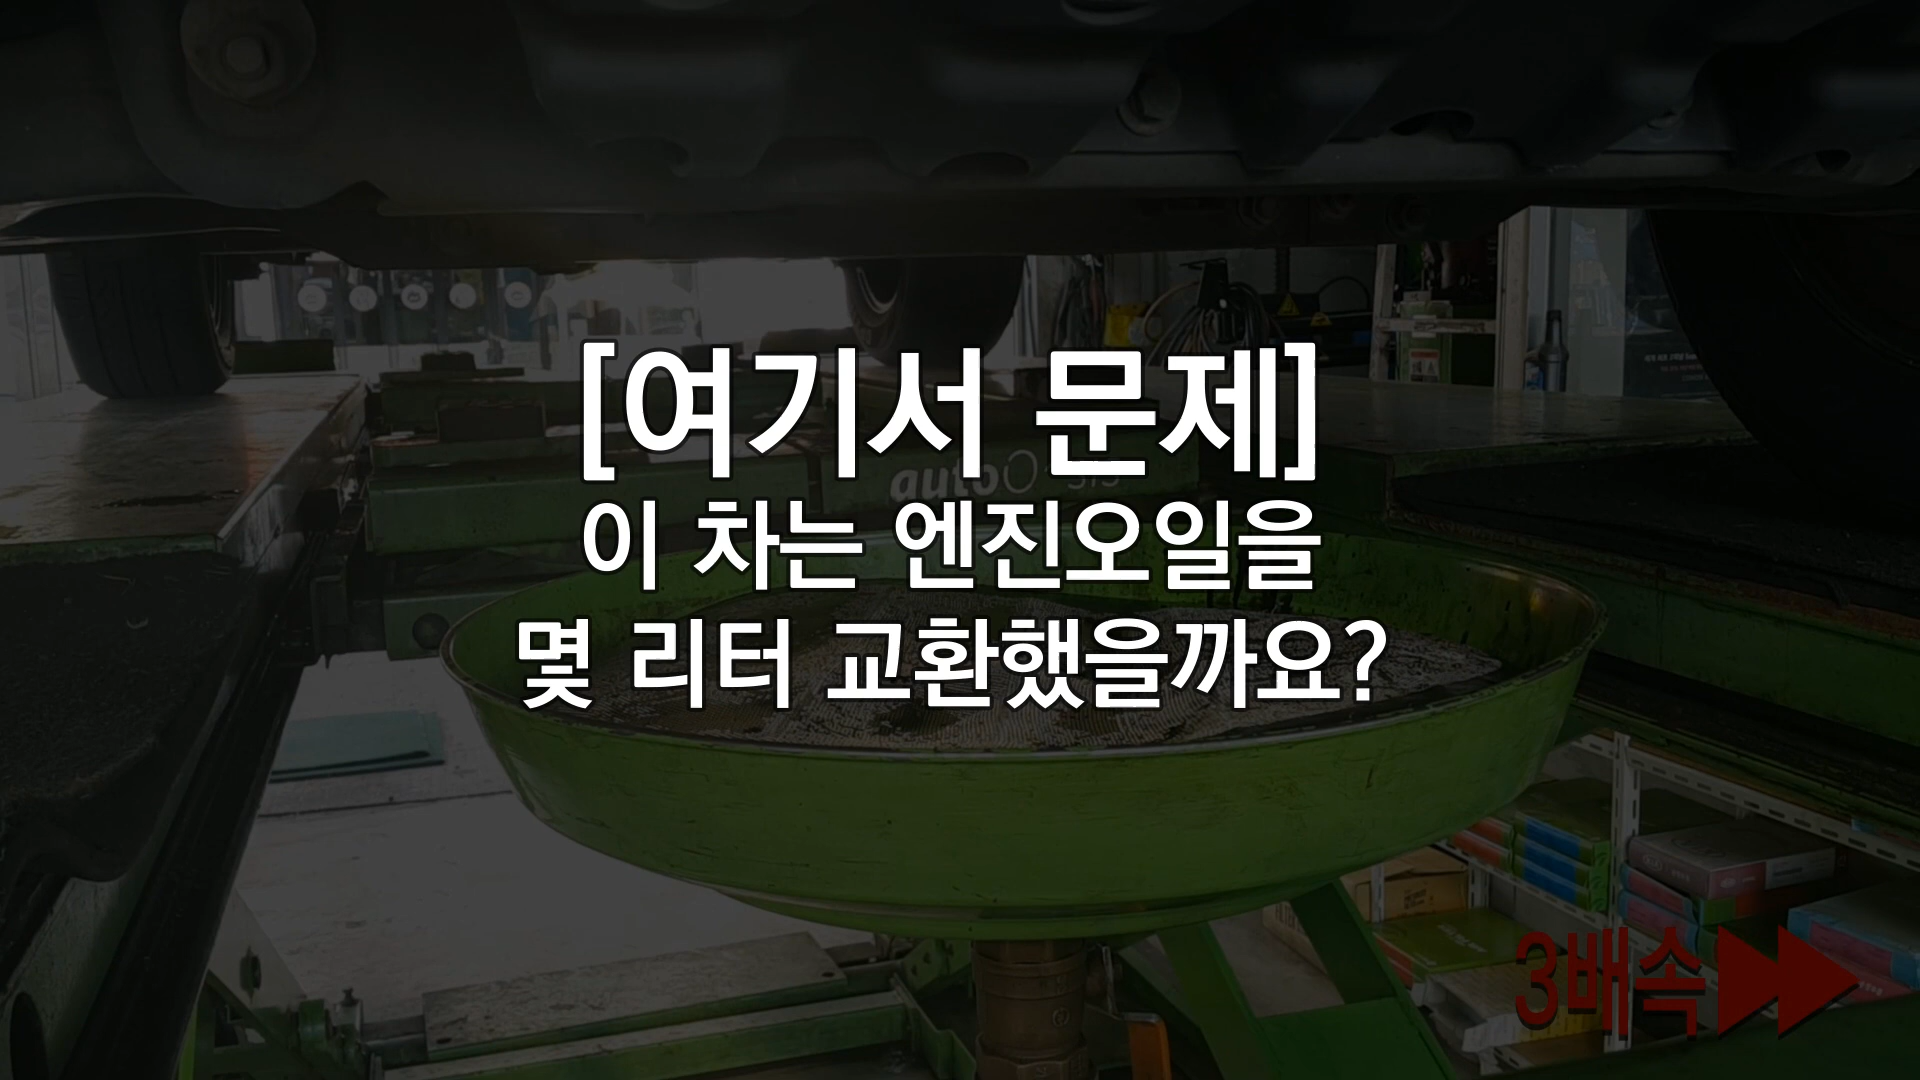 [여기서 문제]
auto
이 차는 엔진오일을
몇 리터 교환했을까요?
3배속